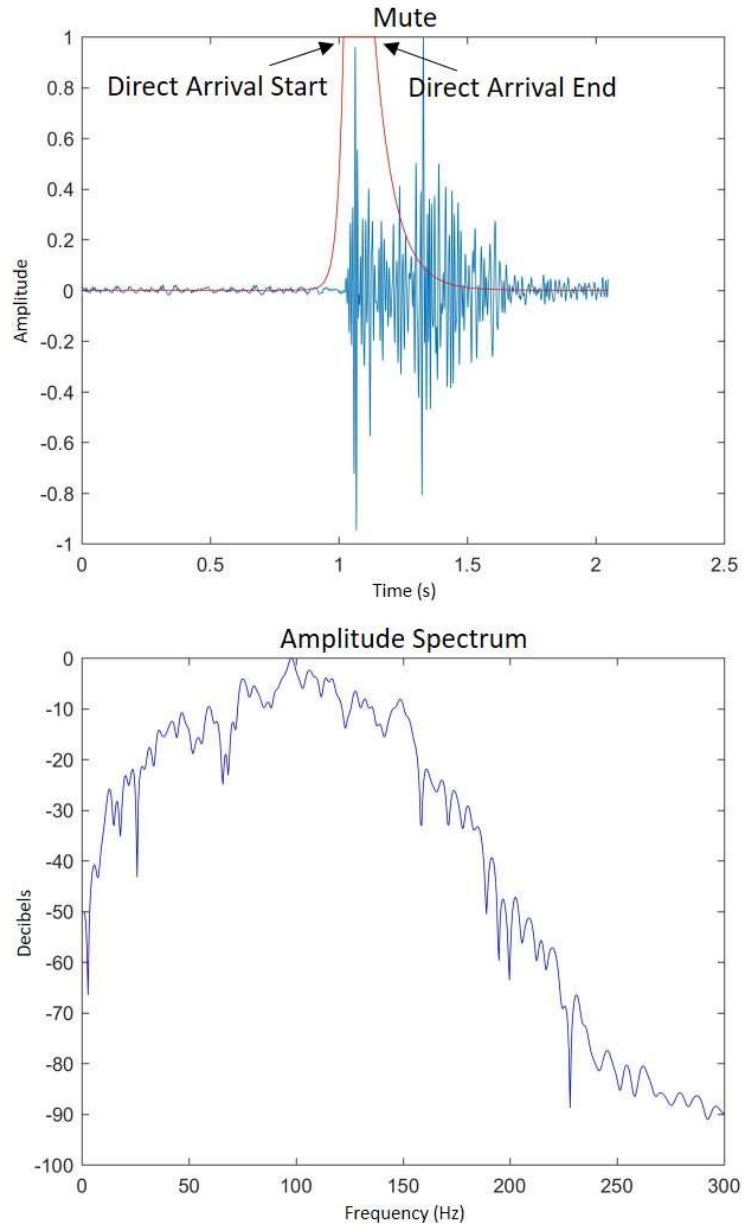 Mute
Direct Arrival Start
Direct Arrival End
Amplitude
1
0.8
0.6
0.4
0.2
0
-0.2
-0.4
-0.6
-0.8
-1
0 0.5 1 1.5 2 2.5
Time (s)
Amplitude Spectrum
Decibels
0
-10
-20
-30
-40
-50
-60
-70
-80
-90
-100
0 50 100 150 200 250 300
Frequency (Hz)